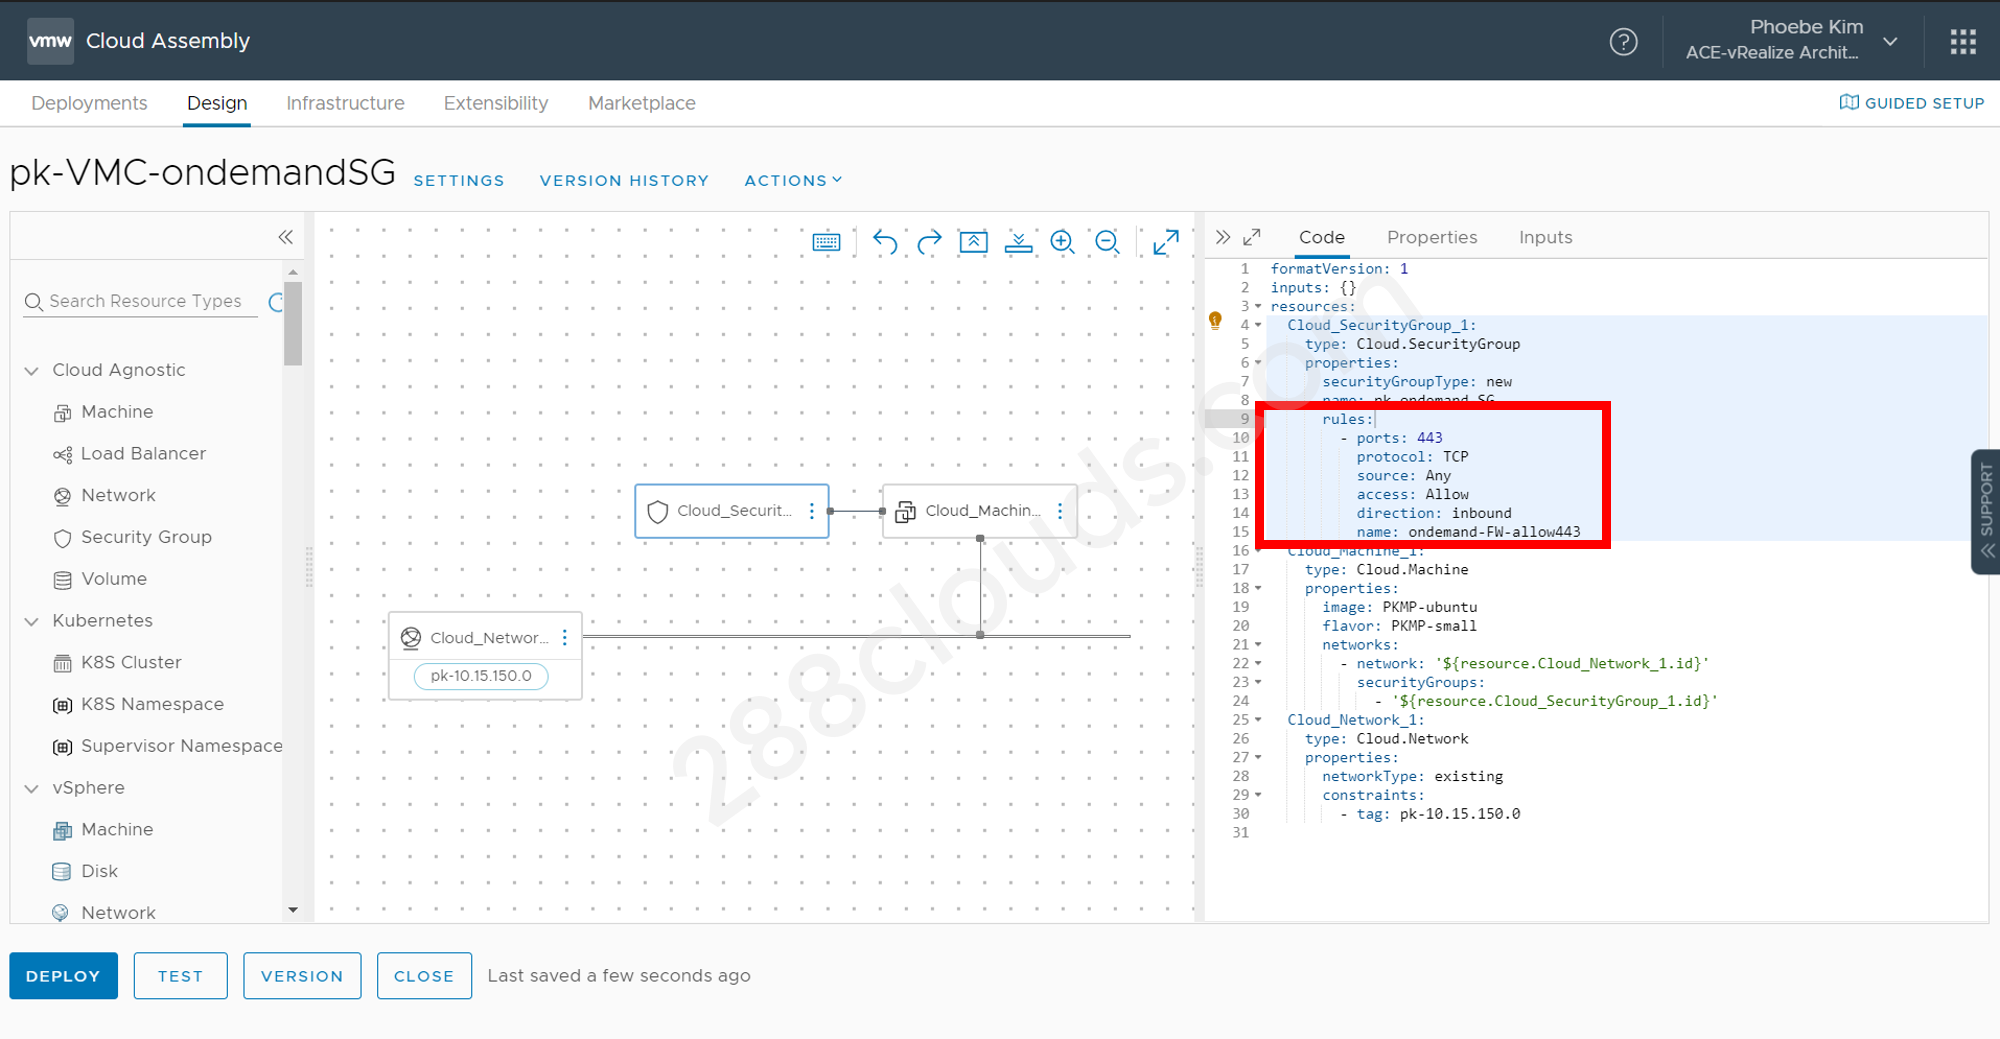 vmw Cloud Assembly
Phoebe Kim
ACE-vRealize Archit...
Deployments Design Infrastructure Extensibility Marketplace
GUIDED SETUP
pk-VMC-ondemandSG SETTINGS VERSION HISTORY ACTIONS
Search Resource Types
Cloud Agnostic
Machine
Load Balancer
Network
Security Group
Volume
Kubernetes
K8S Cluster
K8S Namespace
Supervisor Namespace
vSphere
Machine
Disk
Network
Cloud_Securit...
Cloud_Machin...
Cloud_Networ...
pk-10.15.150.0
288clouds.com
Code Properties Inputs
1 formatVersion: 1
2 inputs: {}
3 resources:
4 Cloud_SecurityGroup_1:
5 type: Cloud.SecurityGroup
6 properties:
7 securityGroupType: new
8 name: pk-ondemand-SG
9 rules:
10 - ports: 443
11 protocol: TCP
12 source: Any
13 access: Allow
14 direction: inbound
15 name: ondemand-FW-allow443
16 Cloud_Machine_1:
17 type: Cloud.Machine
18 properties:
19 image: PKMP-ubuntu
20 flavor: PKMP-small
21 networks:
22 - network: '${resource.Cloud_Network_1.id}'
23 securityGroups:
24 - '${resource.Cloud_SecurityGroup_1.id}'
25 Cloud_Network_1:
26 type: Cloud.Network
27 properties:
28 networkType: existing
29 constraints:
30 - tag: pk-10.15.150.0
31
SUPPORT
DEPLOY TEST VERSION CLOSE Last saved a few seconds ago